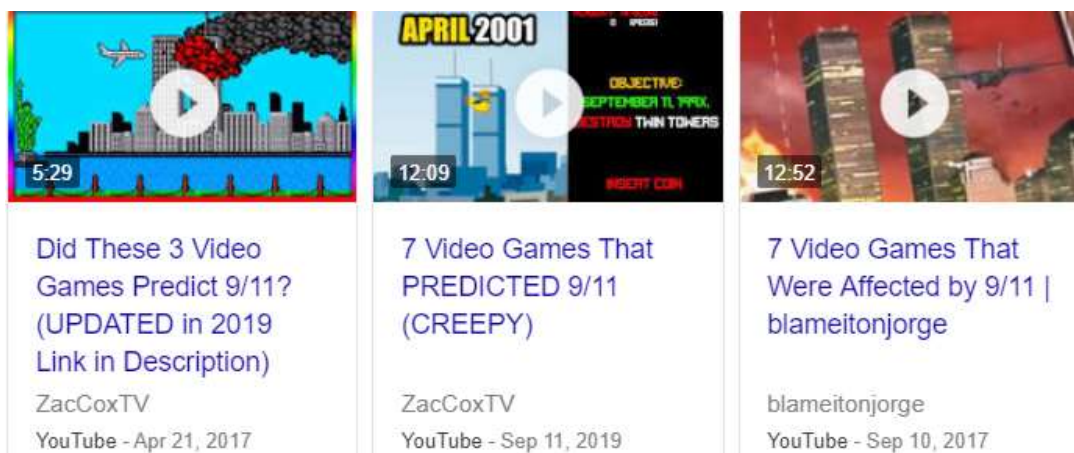 5:29
Did These 3 Video
Games Predict 9/11?
(UPDATED in 2019
Link in Description)
ZacCoxTV
YouTube - Apr 21, 2017
APRIL 2001
OBJECTIVE:
SEPTEMBER 11, 199X,
DESTROY TWIN TOWERS
INSERT COIN
12:09
7 Video Games That
PREDICTED 9/11
(CREEPY)
ZacCoxTV
YouTube - Sep 11, 2019
12:52
7 Video Games That
Were Affected by 9/11 |
blameitonjorge
blameitonjorge
YouTube - Sep 10, 2017